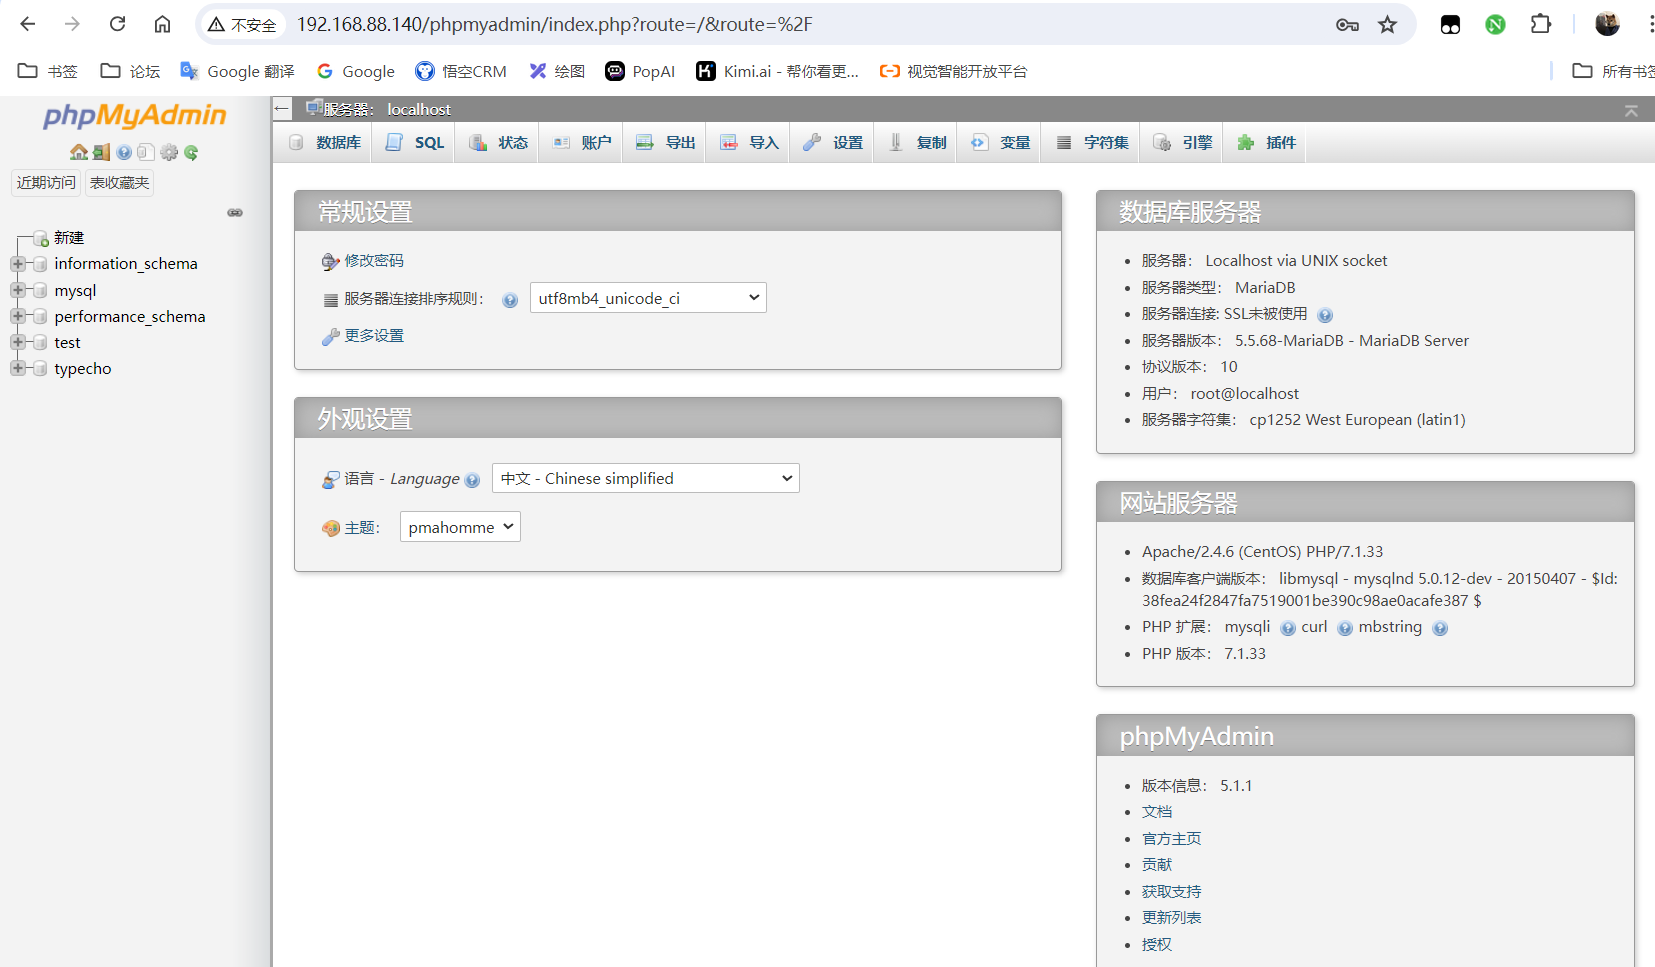 不安全 192.168.88.140/phpmyadmin/index.php?route=/&route=%2F
书签 论坛 Google 翻译 Google 悟空CRM 绘图 PopAI Kimi.ai - 帮你看更... 视觉智能开放平台 所有书签
phpMyAdmin
近期访问 表收藏夹
新建
information_schema
mysql
performance_schema
test
typecho
服务器: localhost
数据库 SQL 状态 账户 导出 导入 设置 复制 变量 字符集 引擎 插件
常规设置
修改密码
服务器连接排序规则: utf8mb4_unicode_ci
更多设置
外观设置
语言 - Language 中文 - Chinese simplified
主题: pmahomme
数据库服务器
服务器: Localhost via UNIX socket
服务器类型: MariaDB
服务器连接: SSL未被使用
服务器版本: 5.5.68-MariaDB - MariaDB Server
协议版本: 10
用户: root@localhost
服务器字符集: cp1252 West European (latin1)
网站服务器
Apache/2.4.6 (CentOS) PHP/7.1.33
数据库客户端版本: libmysql - mysqlnd 5.0.12-dev - 20150407 - $Id:
38fea24f2847fa7519001be390c98ae0acafe387 $
PHP 扩展: mysqli curl mbstring
PHP 版本: 7.1.33
phpMyAdmin
版本信息: 5.1.1
文档
官方主页
贡献
获取支持
更新列表
授权